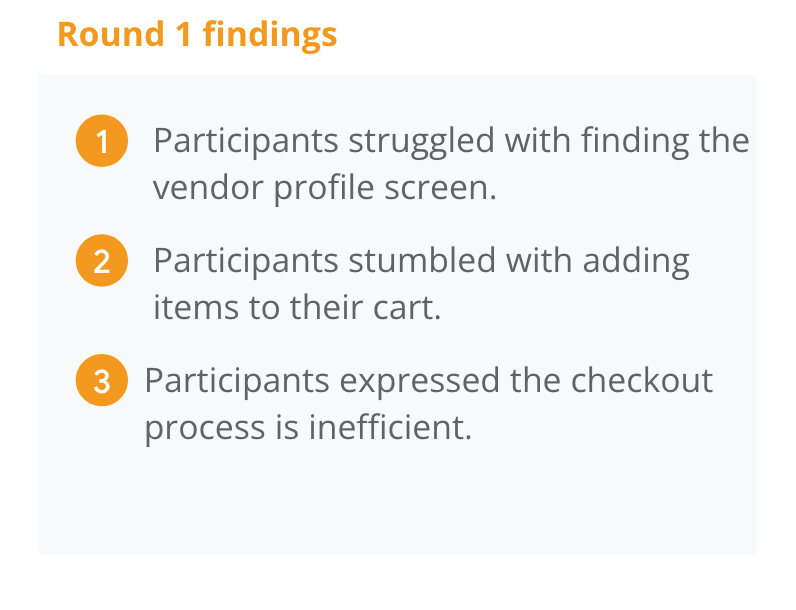 Round 1 findings
1 Participants struggled with finding the
vendor profile screen.
2 Participants stumbled with adding
items to their cart.
3 Participants expressed the checkout
process is inefficient.